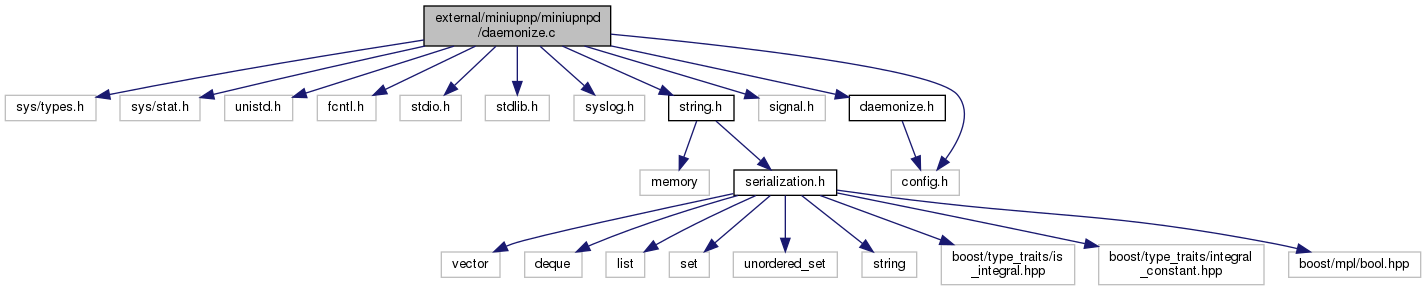 external/miniupnp/miniupnpd
/daemonize.c
sys/types.h
sys/stat.h
unistd.h
fcntl.h
stdio.h
stdlib.h
syslog.h
string.h
signal.h
daemonize.h
memory
serialization.h
config.h
vector
deque
list
set
unordered_set
string
boost/type_traits/is
_integral.hpp
boost/type_traits/integral
_constant.hpp
boost/mpl/bool.hpp